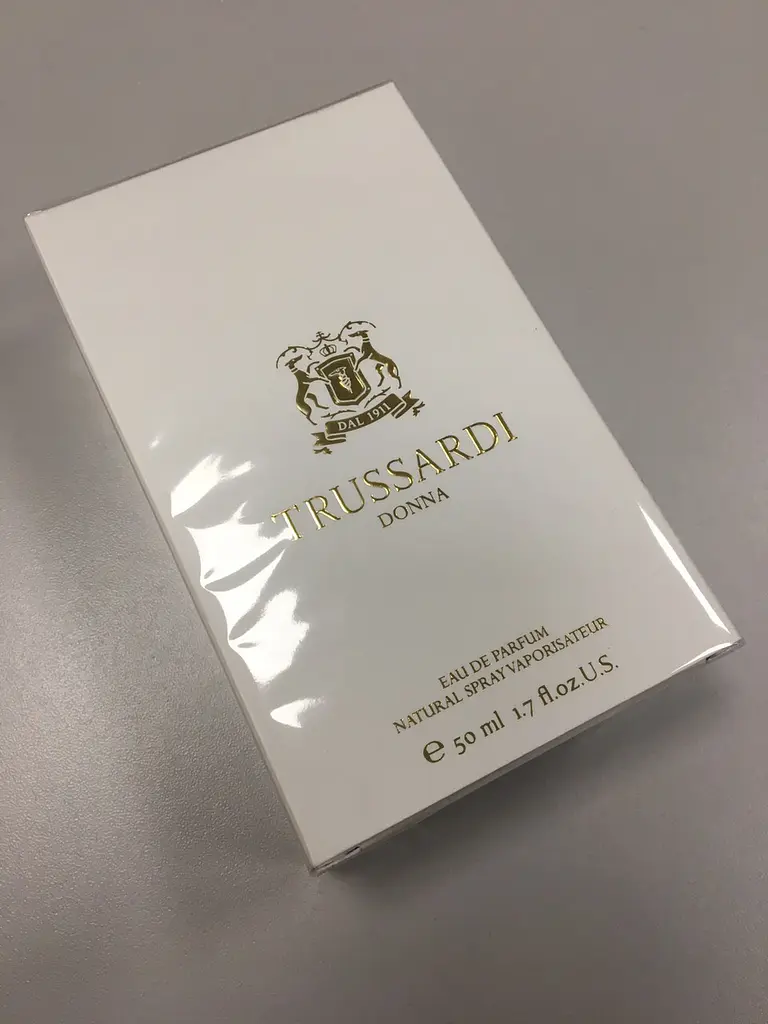 DAL 1911
TRUSSARDI
DONNA
EAU DE PARFUM
NATURAL SPRAY VAPORISATEUR
℮ 50 ml 1.7 fl.oz.U.S.